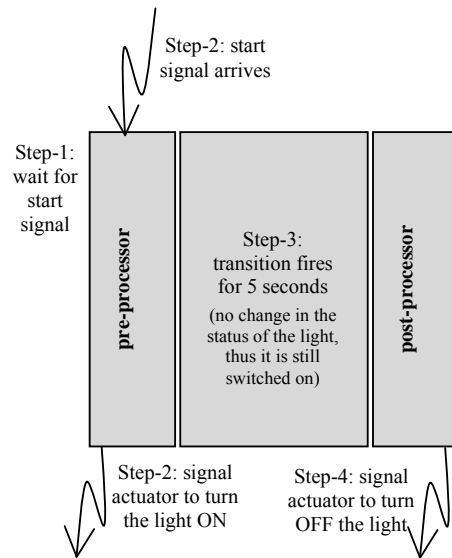 Step-2: start
signal arrives
Step-1:
wait for
start
signal
pre-processor
Step-3:
transition fires
for 5 seconds
(no change in the
status of the light,
thus it is still
switched on)
post-processor
Step-2: signal
actuator to turn
the light ON
Step-4: signal
actuator to turn
OFF the light